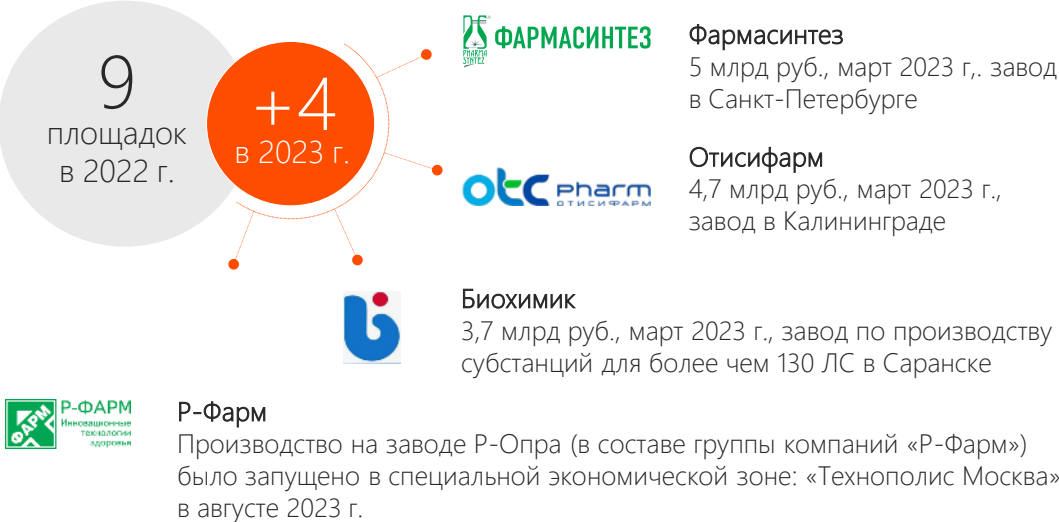 9
площадок
в 2022 г.
+4
в 2023 г.
PHARMA
SINTEZ
ФАРМАСИНТЕЗ
Фармасинтез
5 млрд руб., март 2023 г,. завод
в Санкт-Петербурге
otc pharm
ОТИСИФАРМ
Отисифарм
4,7 млрд руб., март 2023 г.,
завод в Калининграде
Биохимик
3,7 млрд руб., март 2023 г., завод по производству
субстанций для более чем 130 ЛС в Саранске
ФАРМ
Р-ФАРМ
Инновационные
технологии
здоровья
Р-Фарм
Производство на заводе Р-Опра (в составе группы компаний «Р-Фарм»)
было запущено в специальной экономической зоне: «Технополис Москва»
в августе 2023 г.